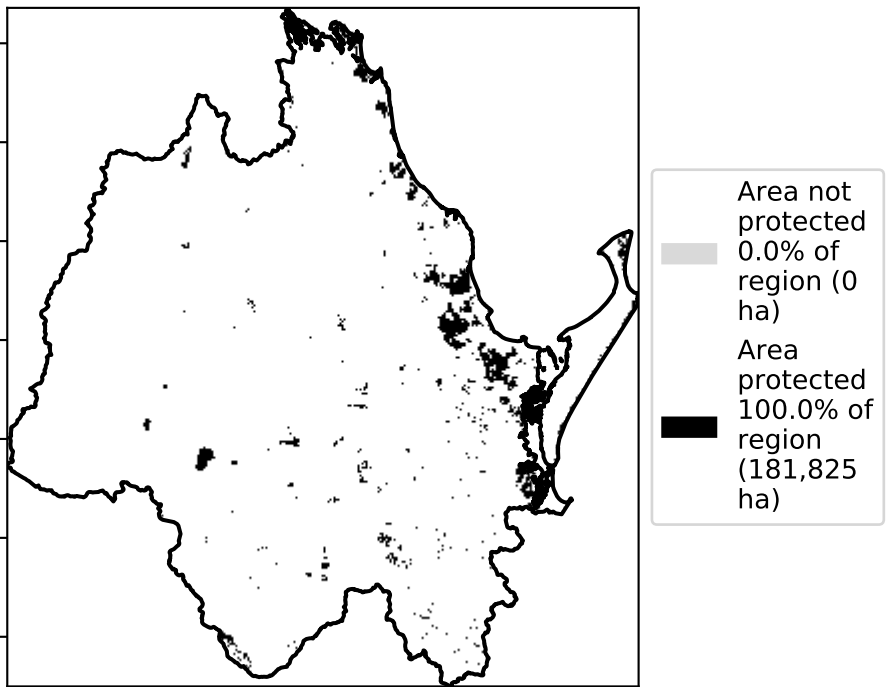 Area not
protected
0.0% of
region (0
ha)
Area
protected
100.0% of
region
(181,825
ha)